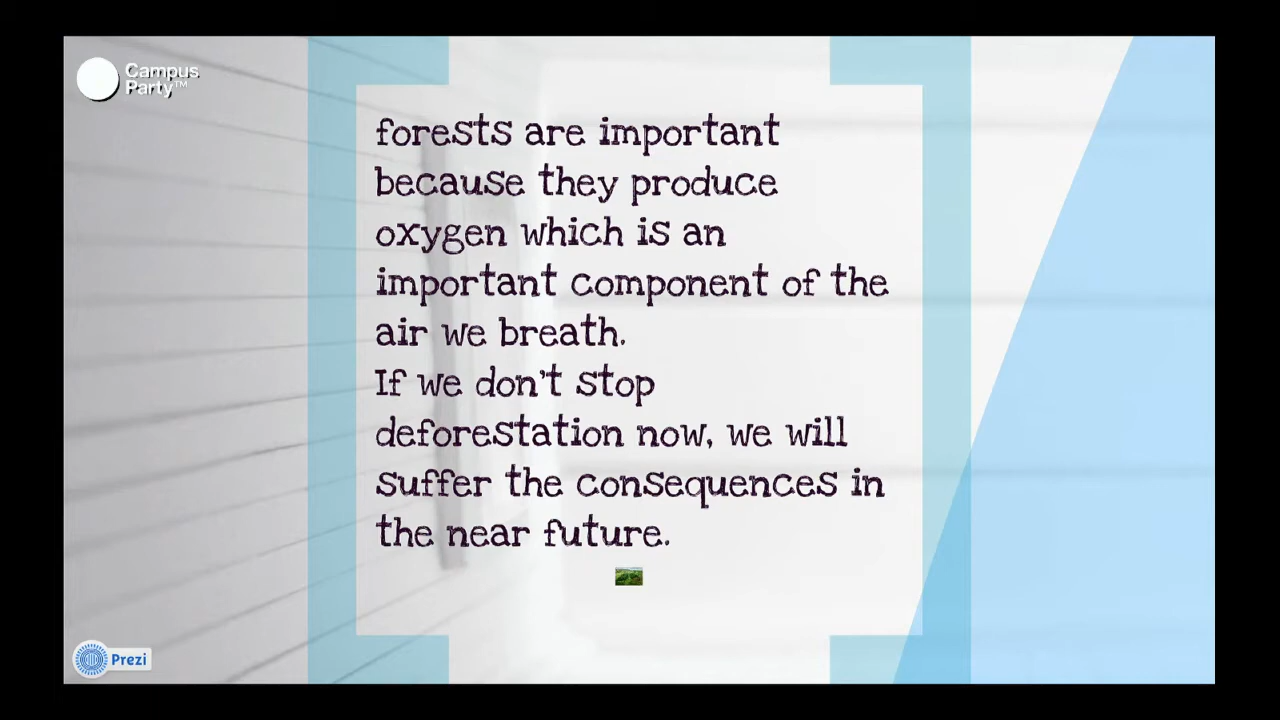 Campus
Party™
forests are important
because they produce
oxygen which is an
important component of the
air we breath.
If we don't stop
deforestation now, we will
suffer the consequences in
the near future.
Prezi